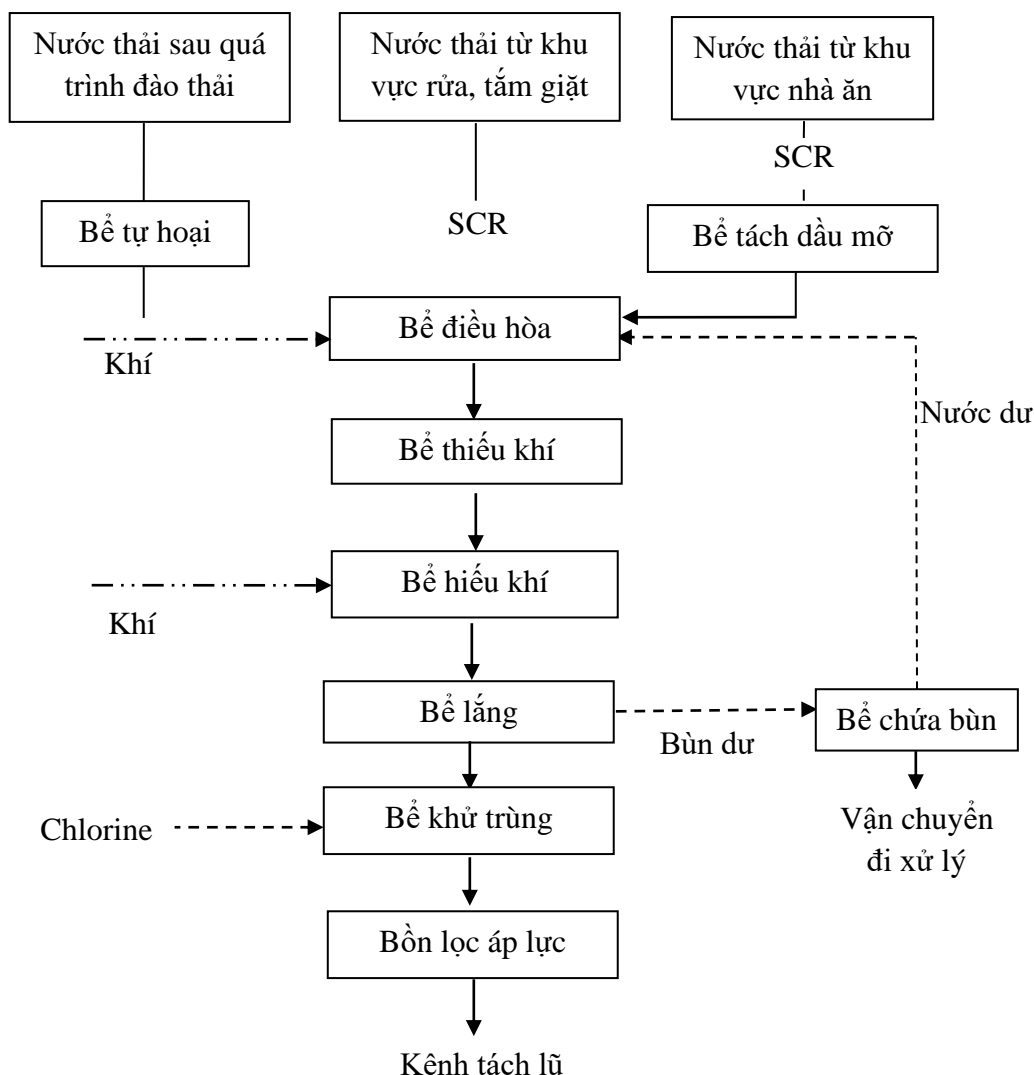 Nước thải sau quá
trình đào thải
Nước thải từ khu
vực rửa, tắm giặt
Nước thải từ khu
vực nhà ăn
SCR
SCR
Bể tự hoại
Bể tách dầu mỡ
Bể điều hòa
Khí
Nước dư
Bể thiếu khí
Bể hiếu khí
Khí
Bể lắng
Bùn dư
Bể chứa bùn
Chlorine
Bể khử trùng
Vận chuyển
đi xử lý
Bồn lọc áp lực
Kênh tách lũ